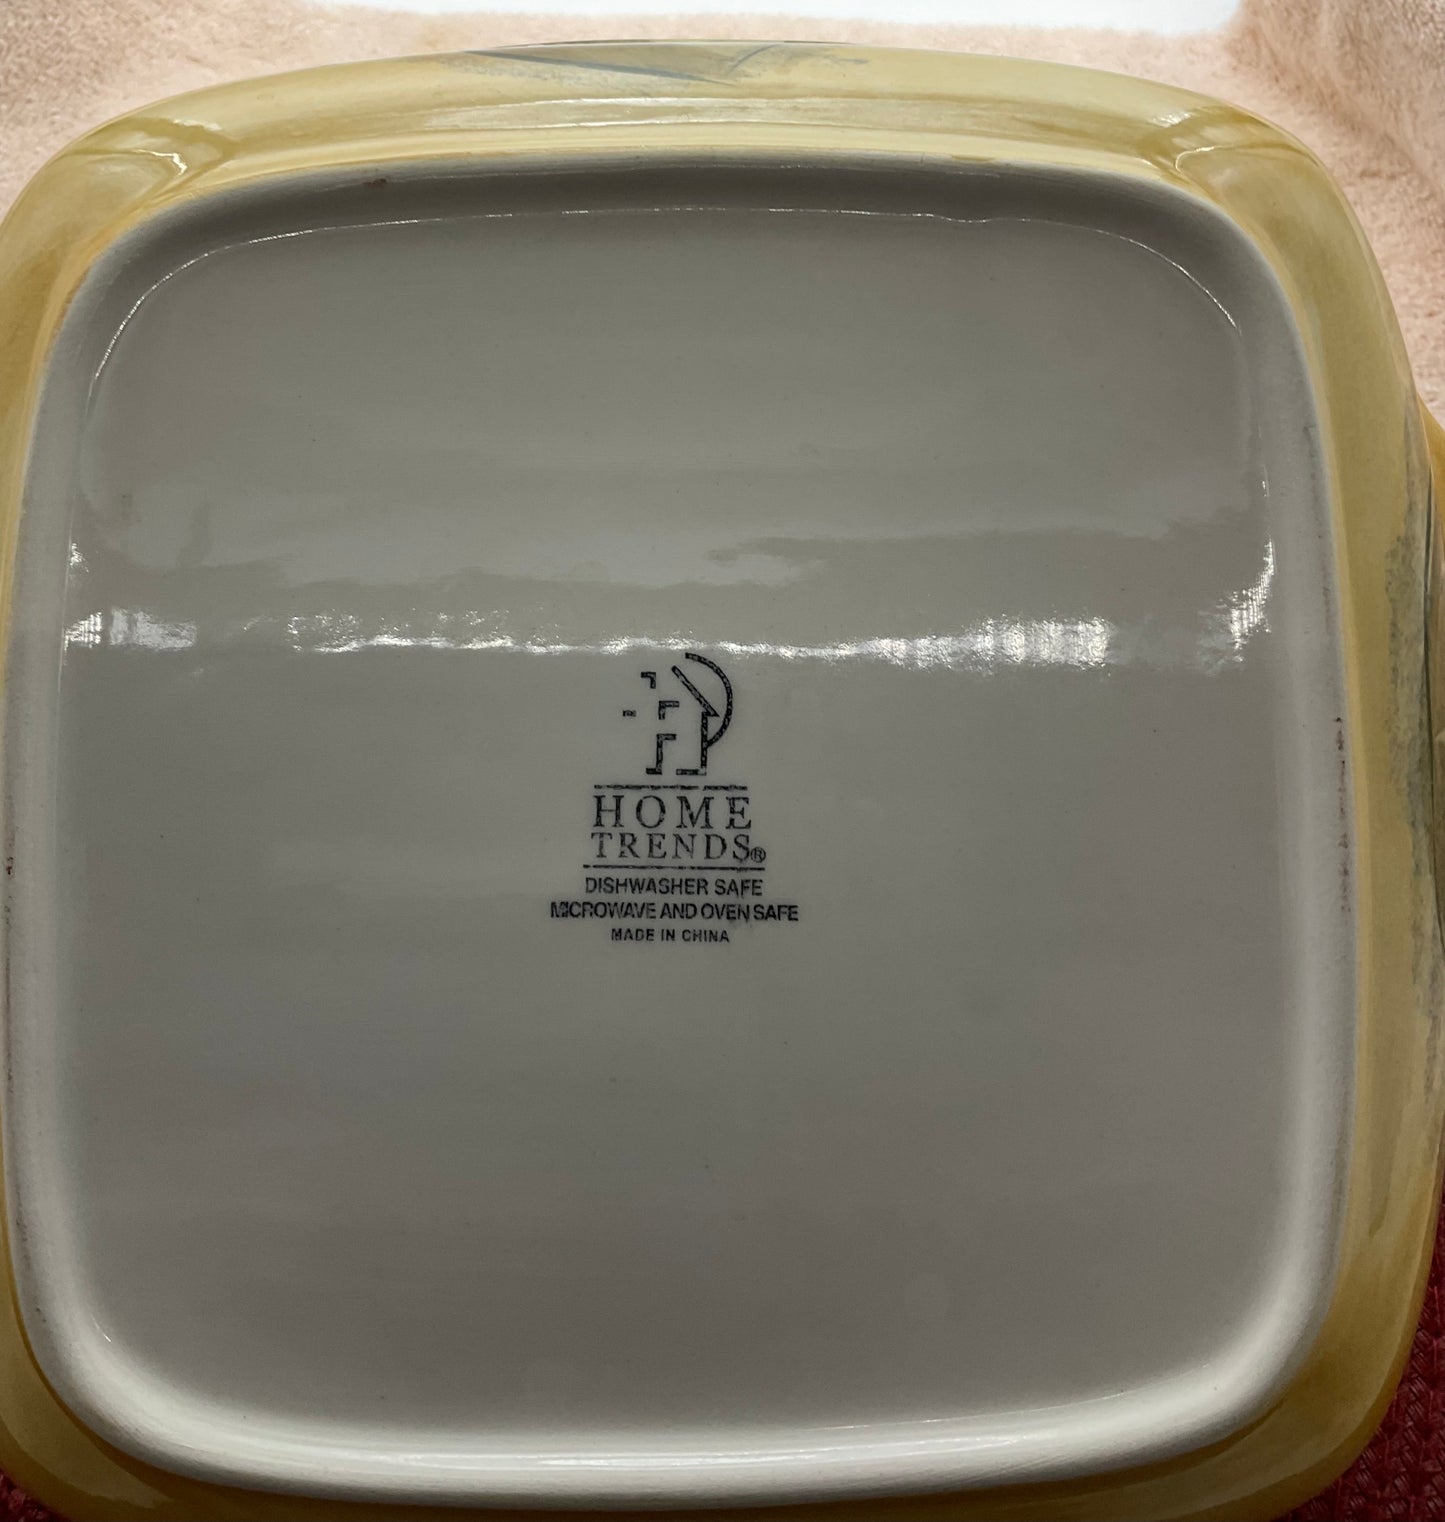 HOME
TRENDS®
DISHWASHER SAFE
MICROWAVE AND OVEN SAFE
MADE IN CHINA